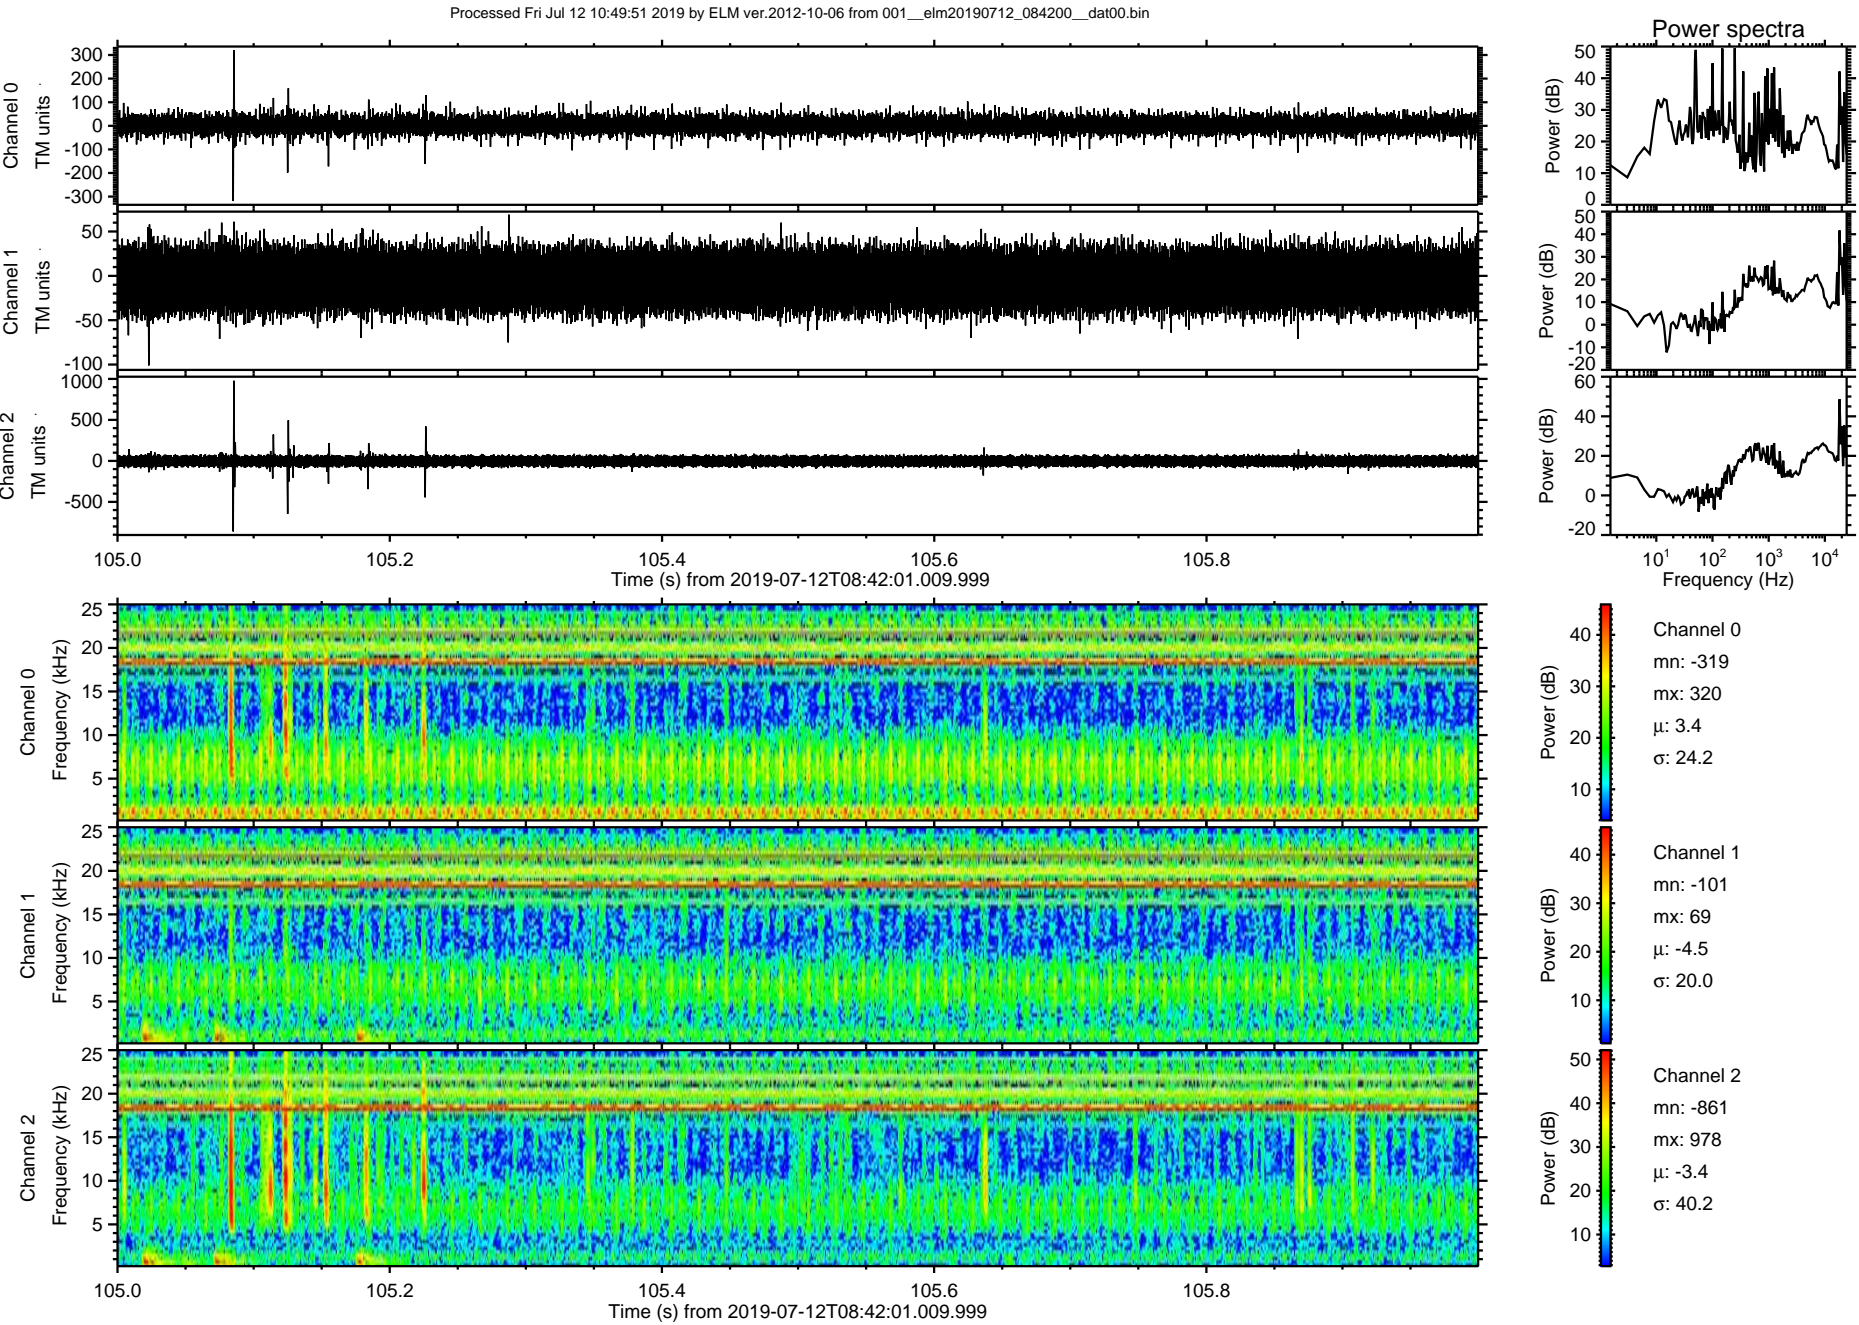 Processed Fri Jul 12 10:49:51 2019 by ELM ver.2012-10-06 from 001__elm20190712_084200__dat00.bin
Power spectra
Channel 0
TM units
300
200
100
0
-100
-200
-300
Power (dB)
50
40
30
20
10
0
Channel 1
TM units
50
0
-50
-100
Power (dB)
50
40
30
20
10
0
-10
-20
Channel 2
TM units
1000
500
0
-500
Power (dB)
60
40
20
0
-20
105.0 105.2 105.4 105.6 105.8
Time (s) from 2019-07-12T08:42:01.009.999
10¹ 10² 10³ 10⁴
Frequency (Hz)
Channel 0
Frequency (kHz)
25
20
15
10
5
Power (dB)
40
30
20
10
Channel 0
mn: -319
mx: 320
μ: 3.4
σ: 24.2
Channel 1
Frequency (kHz)
25
20
15
10
5
Power (dB)
40
30
20
10
Channel 1
mn: -101
mx: 69
μ: -4.5
σ: 20.0
Channel 2
Frequency (kHz)
25
20
15
10
5
Power (dB)
50
40
30
20
10
Channel 2
mn: -861
mx: 978
μ: -3.4
σ: 40.2
105.0 105.2 105.4 105.6 105.8
Time (s) from 2019-07-12T08:42:01.009.999